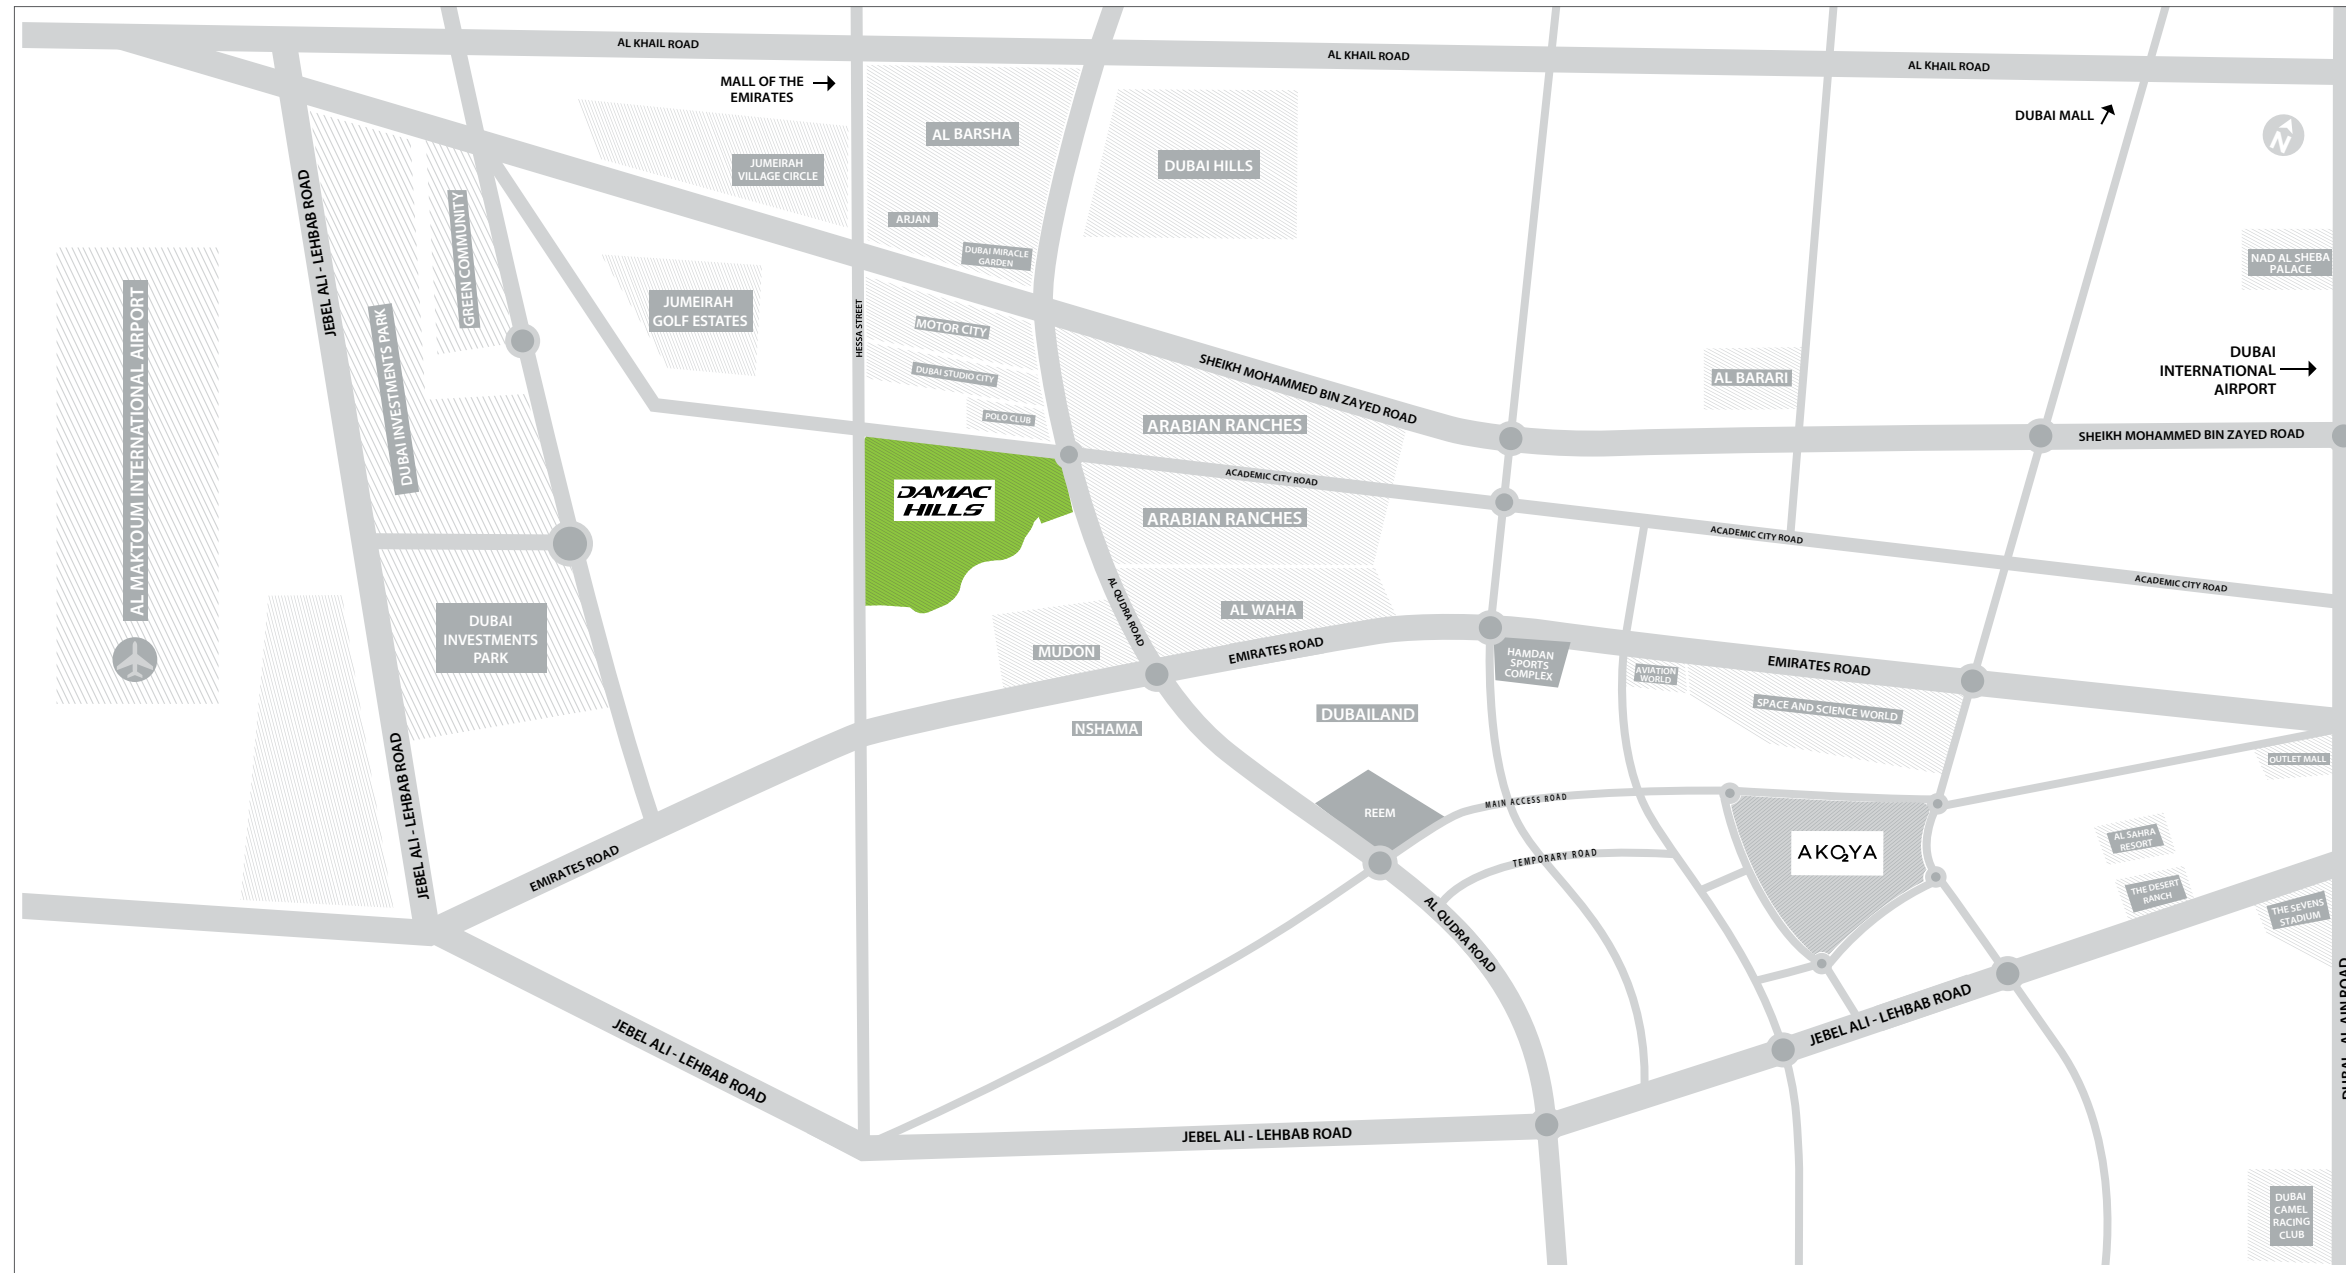 AL KHAIL ROAD
AL KHAIL ROAD
AL KHAIL ROAD
MALL OF THE
EMIRATES
DUBAI MALL
N
AL BARSHA
DUBAI HILLS
JUMEIRAH
VILLAGE CIRCLE
ARJAN
DUBAI MIRACLE
GARDEN
NAD AL SHEBA
PALACE
JEBEL ALI - LEHBAB ROAD
GREEN COMMUNITY
JUMEIRAH
GOLF ESTATES
HESSA STREET
MOTOR CITY
DUBAI STUDIO CITY
POLO CLUB
SHEIKH MOHAMMED BIN ZAYED ROAD
AL BARARI
DUBAI
INTERNATIONAL
AIRPORT
AL MAKTOUM INTERNATIONAL AIRPORT
DUBAI INVESTMENTS PARK
ARABIAN RANCHES
SHEIKH MOHAMMED BIN ZAYED ROAD
ACADEMIC CITY ROAD
DAMAC
HILLS
ARABIAN RANCHES
ACADEMIC CITY ROAD
ACADEMIC CITY ROAD
AL QUDRA ROAD
AL WAHA
DUBAI
INVESTMENTS
PARK
MUDON
EMIRATES ROAD
HAMDAN
SPORTS
COMPLEX
AVIATION
WORLD
EMIRATES ROAD
SPACE AND SCIENCE WORLD
NSHAMA
DUBAILAND
OUTLET MALL
JEBEL ALI - LEHBAB ROAD
REEM
MAIN ACCESS ROAD
TEMPORARY ROAD
AKO2YA
AL SAHRA
RESORT
THE DESERT
RANCH
THE SEVENS
STADIUM
EMIRATES ROAD
AL QUDRA ROAD
JEBEL ALI - LEHBAB ROAD
JEBEL ALI - LEHBAB ROAD
JEBEL ALI - LEHBAB ROAD
DUBAI - AL AIN ROAD
DUBAI
CAMEL
RACING
CLUB